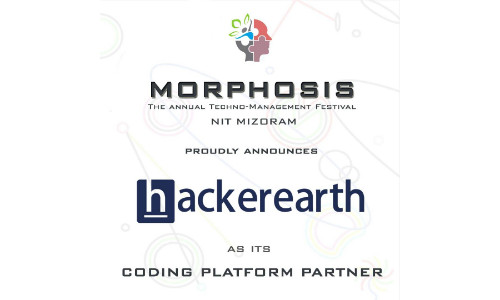 MORPHOSIS
THE ANNUAL TECHNO-MANAGEMENT FESTIVAL
NIT MIZORAM
PROUDLY ANNOUNCES
hackerearth
AS ITS
CODING PLATFORM PARTNER